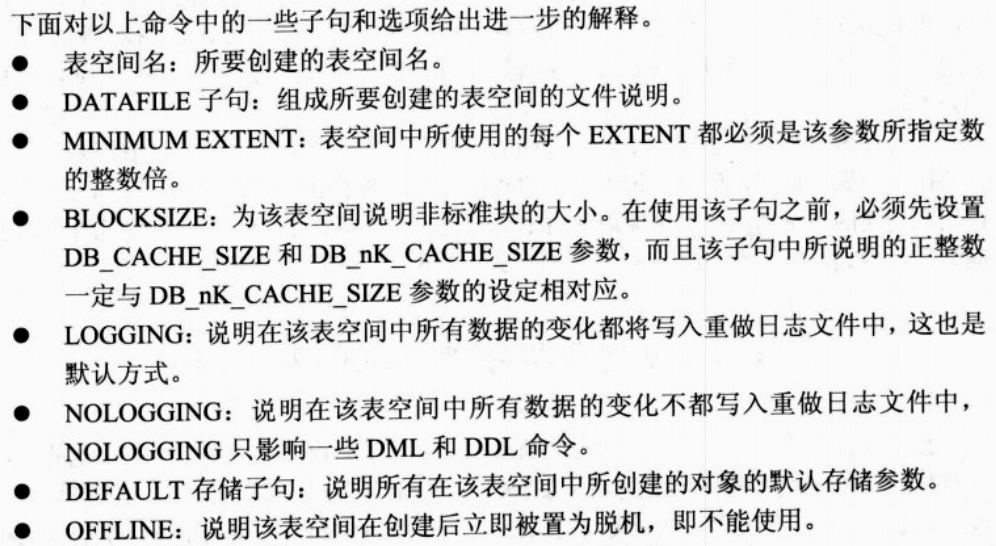 下面对以上命令中的一些子句和选项给出进一步的解释。
● 表空间名：所要创建的表空间名。
● DATAFILE 子句：组成所要创建的表空间的文件说明。
● MINIMUM EXTENT：表空间中所使用的每个 EXTENT 都必须是该参数所指定数
的整数倍。
● BLOCKSIZE：为该表空间说明非标准块的大小。在使用该子句之前，必须先设置
DB_CACHE_SIZE 和 DB_nK_CACHE_SIZE 参数，而且该子句中所说明的正整数
一定与 DB_nK_CACHE_SIZE 参数的设定相对应。
● LOGGING：说明在该表空间中所有数据的变化都将写入重做日志文件中，这也是
默认方式。
● NOLOGGING：说明在该表空间中所有数据的变化不都写入重做日志文件中，
NOLOGGING 只影响一些 DML 和 DDL 命令。
● DEFAULT 存储子句：说明所有在该表空间中所创建的对象的默认存储参数。
● OFFLINE：说明该表空间在创建后立即被置为脱机，即不能使用。